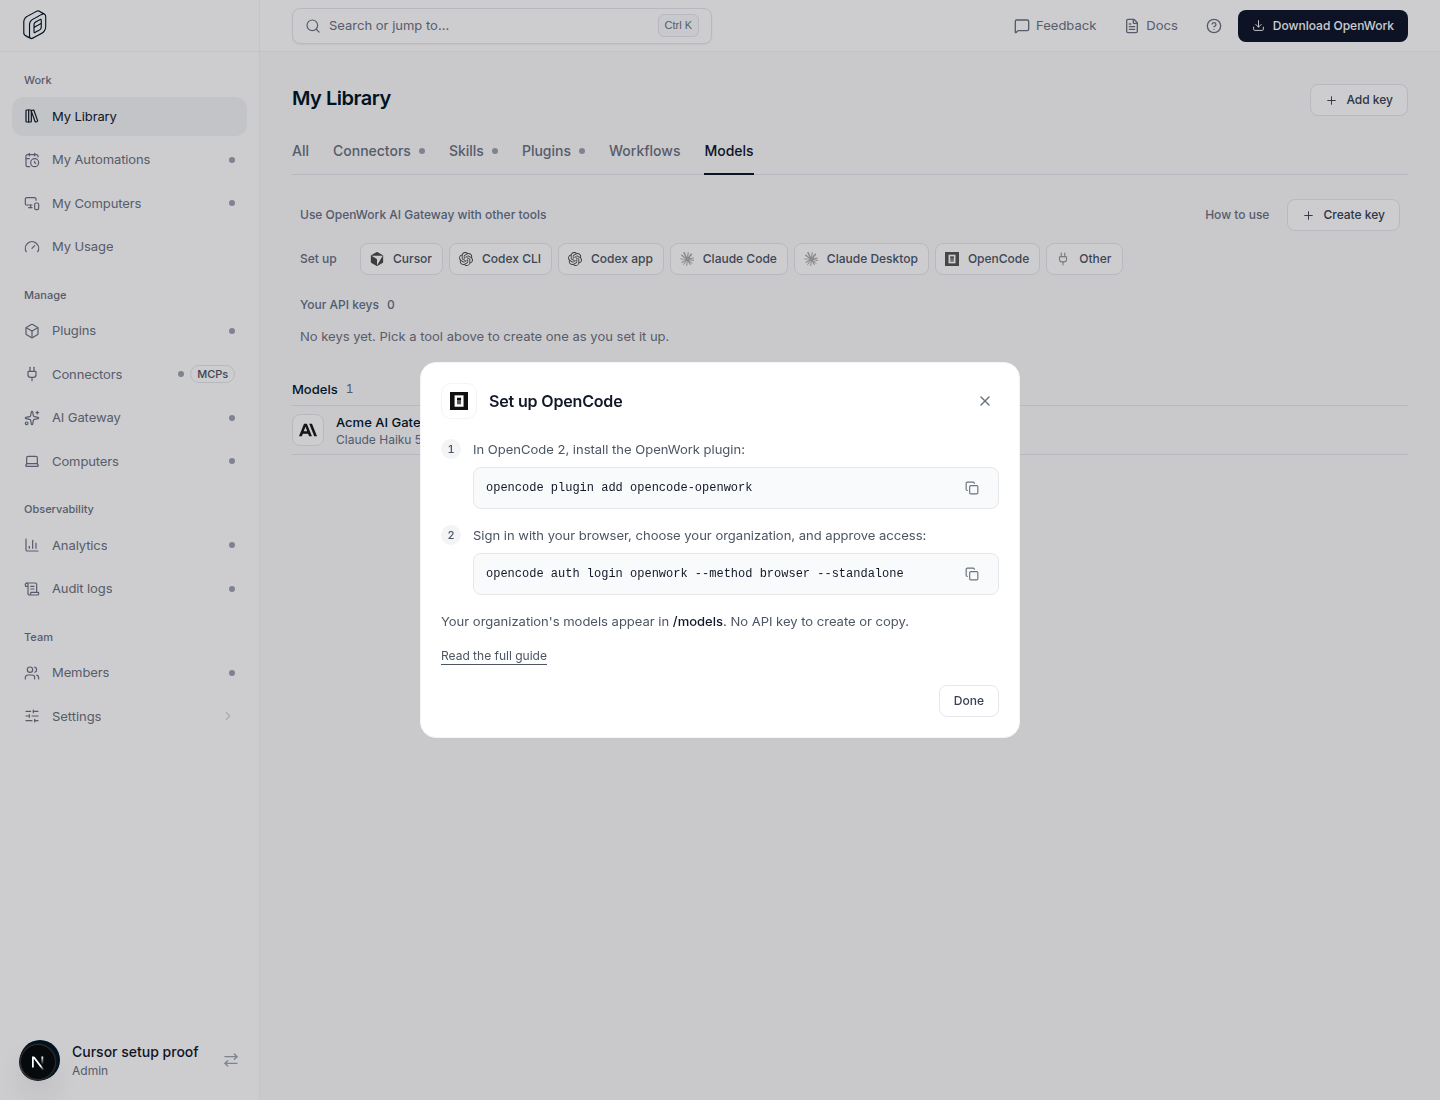 Search or jump to...
Ctrl K
Feedback
Docs
Download OpenWork
Work
My Library
My Automations
My Computers
My Usage
Manage
Plugins
Connectors
MCPs
AI Gateway
Computers
Observability
Analytics
Audit logs
Team
Members
Settings
Cursor setup proof
Admin
My Library
Add key
All
Connectors
Skills
Plugins
Workflows
Models
Use OpenWork AI Gateway with other tools
How to use
Create key
Set up
Cursor
Codex CLI
Codex app
Claude Code
Claude Desktop
OpenCode
Other
Your API keys 0
No keys yet. Pick a tool above to create one as you set it up.
Models 1
Acme AI Gate
Claude Haiku 5
Set up OpenCode
1
In OpenCode 2, install the OpenWork plugin:
opencode plugin add opencode-openwork
2
Sign in with your browser, choose your organization, and approve access:
opencode auth login openwork --method browser --standalone
Your organization's models appear in /models. No API key to create or copy.
Read the full guide
Done